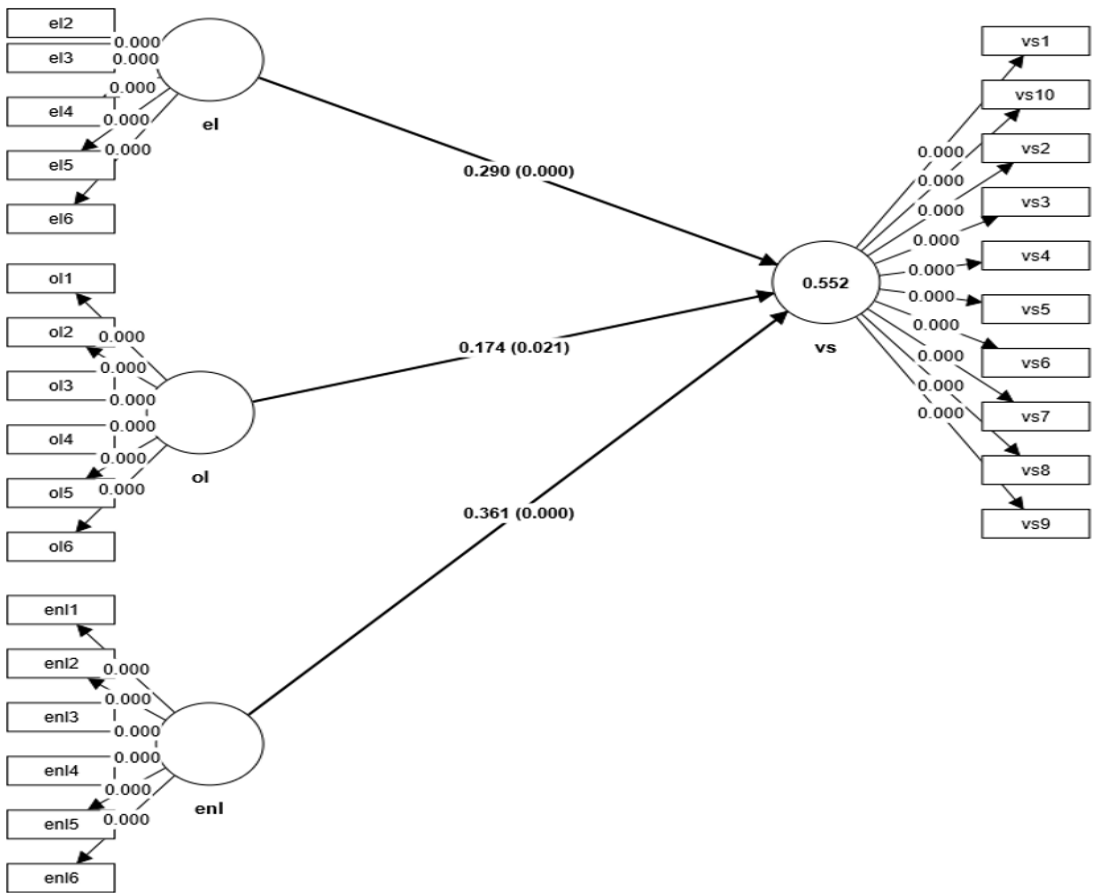 el2
el3
el4
el5
el6
0.000
0.000
0.000
0.000
0.000
el
ol1
ol2
ol3
ol4
ol5
ol6
0.000
0.000
0.000
0.000
0.000
0.000
ol
enl1
enl2
enl3
enl4
enl5
enl6
0.000
0.000
0.000
0.000
0.000
0.000
enl
0.290 (0.000)
0.174 (0.021)
0.361 (0.000)
0.552
vs
0.000
0.000
0.000
0.000
0.000
0.000
0.000
0.000
0.000
0.000
vs1
vs10
vs2
vs3
vs4
vs5
vs6
vs7
vs8
vs9